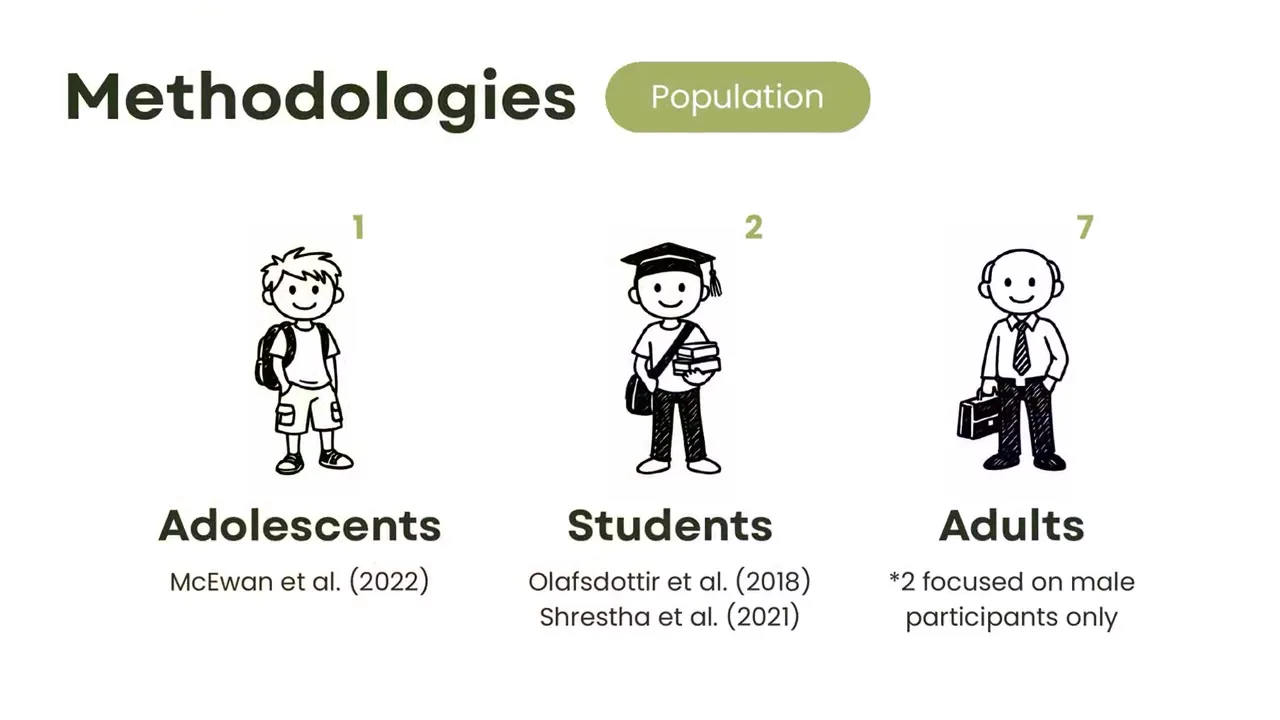 Methodologies
Population
1
2
7
Adolescents
McEwan et al. (2022)
Students
Olafsdottir et al. (2018)
Shrestha et al. (2021)
Adults
*2 focused on male
participants only